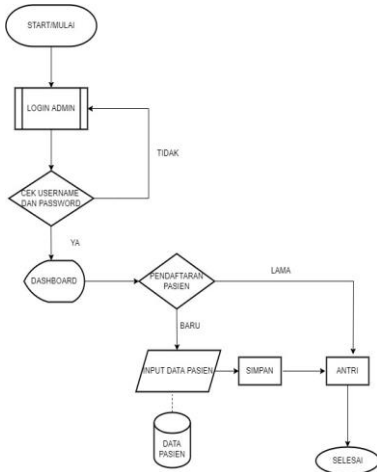 START/MULAI
LOGIN ADMIN
TIDAK
CEK USERNAME
DAN PASSWORD
YA
DASHBOARD
PENDAFTARAN
PASIEN
LAMA
BARU
INPUT DATA PASIEN
SIMPAN
ANTRI
DATA
PASIEN
SELESAI